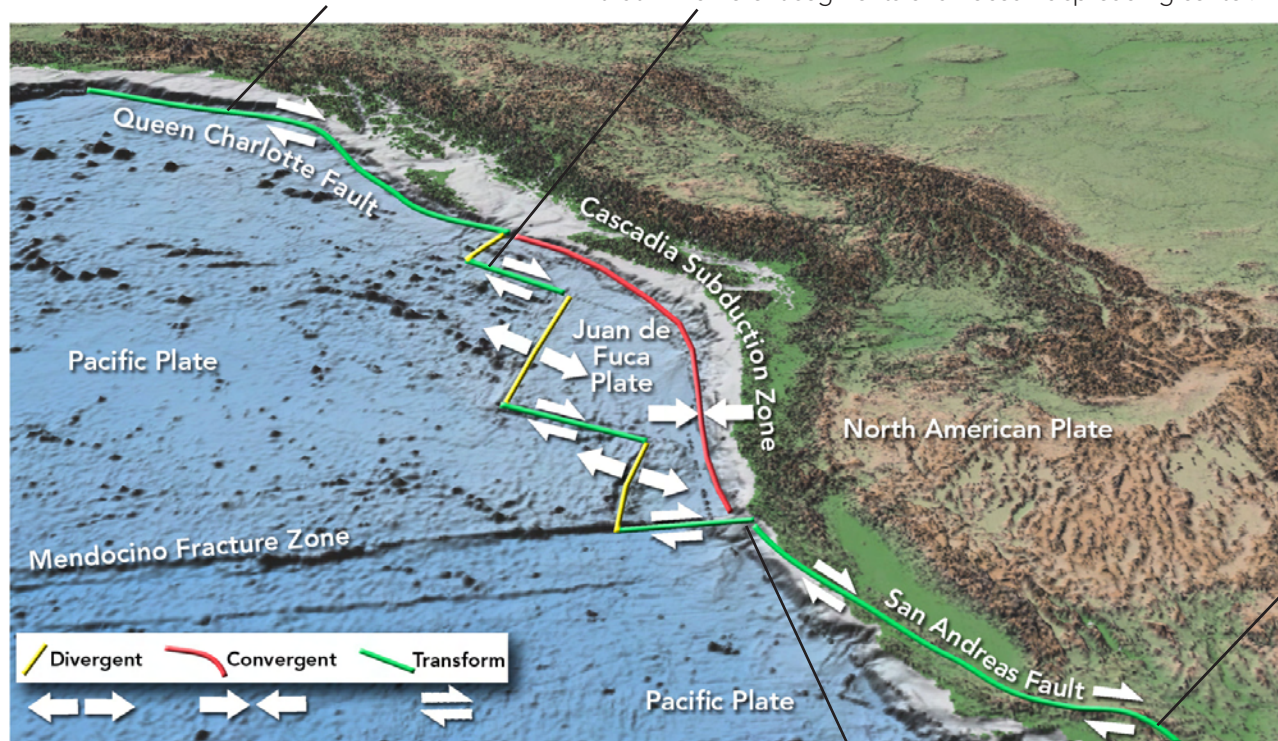 Queen Charlotte Fault
Cascadia Subduction Zone
Juan de
Fuca
Plate
Pacific Plate
North American Plate
Mendocino Fracture Zone
San Andreas Fault
Divergent
Convergent
Transform
Pacific Plate